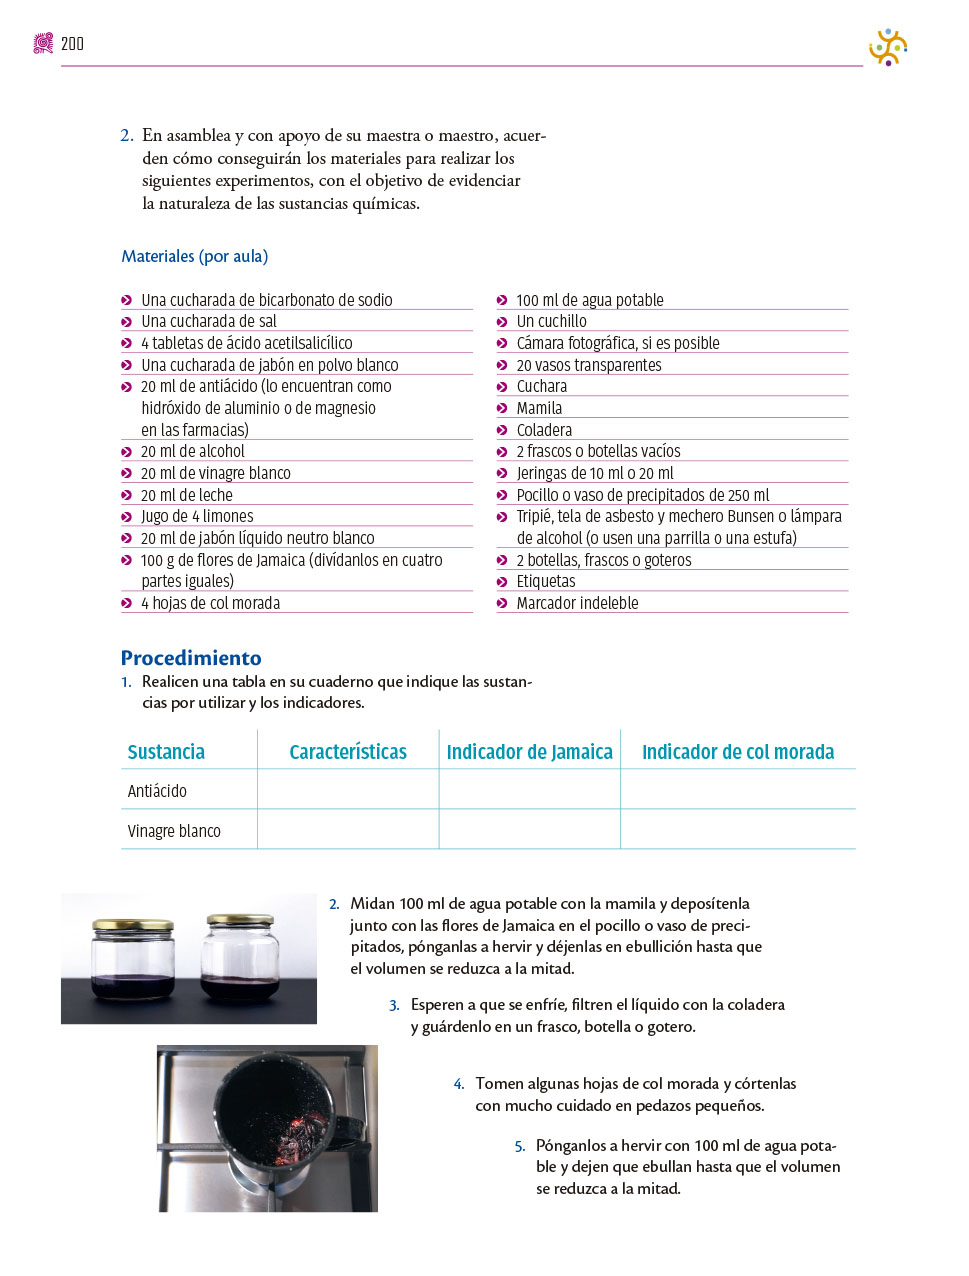 200
2. En asamblea y con apoyo de su maestra o maestro, acuer-
den cómo conseguirán los materiales para realizar los
siguientes experimentos, con el objetivo de evidenciar
la naturaleza de las sustancias químicas.
Materiales (por aula)
Una cucharada de bicarbonato de sodio
Una cucharada de sal
4 tabletas de ácido acetilsalicílico
Una cucharada de jabón en polvo blanco
20 ml de antiácido (lo encuentran como
hidróxido de aluminio o de magnesio
en las farmacias)
20 ml de alcohol
20 ml de vinagre blanco
20 ml de leche
Jugo de 4 limones
20 ml de jabón líquido neutro blanco
100 g de flores de Jamaica (divídanlos en cuatro
partes iguales)
4 hojas de col morada
100 ml de agua potable
Un cuchillo
Cámara fotográfica, si es posible
20 vasos transparentes
Cuchara
Mamila
Coladera
2 frascos o botellas vacíos
Jeringas de 10 ml o 20 ml
Pocillo o vaso de precipitados de 250 ml
Tripié, tela de asbesto y mechero Bunsen o lámpara
de alcohol (o usen una parrilla o una estufa)
2 botellas, frascos o goteros
Etiquetas
Marcador indeleble
Procedimiento
1. Realicen una tabla en su cuaderno que indique las sustan-
cias por utilizar y los indicadores.
Sustancia Características Indicador de Jamaica Indicador de col morada
Antiácido
Vinagre blanco
2. Midan 100 ml de agua potable con la mamila y deposítenla
junto con las flores de Jamaica en el pocillo o vaso de preci-
pitados, pónganlas a hervir y déjenlas en ebullición hasta que
el volumen se reduzca a la mitad.
3. Esperen a que se enfríe, filtren el líquido con la coladera
y guárdenlo en un frasco, botella o gotero.
4. Tomen algunas hojas de col morada y córtenlas
con mucho cuidado en pedazos pequeños.
5. Pónganlos a hervir con 100 ml de agua pota-
ble y dejen que ebullan hasta que el volumen
se reduzca a la mitad.